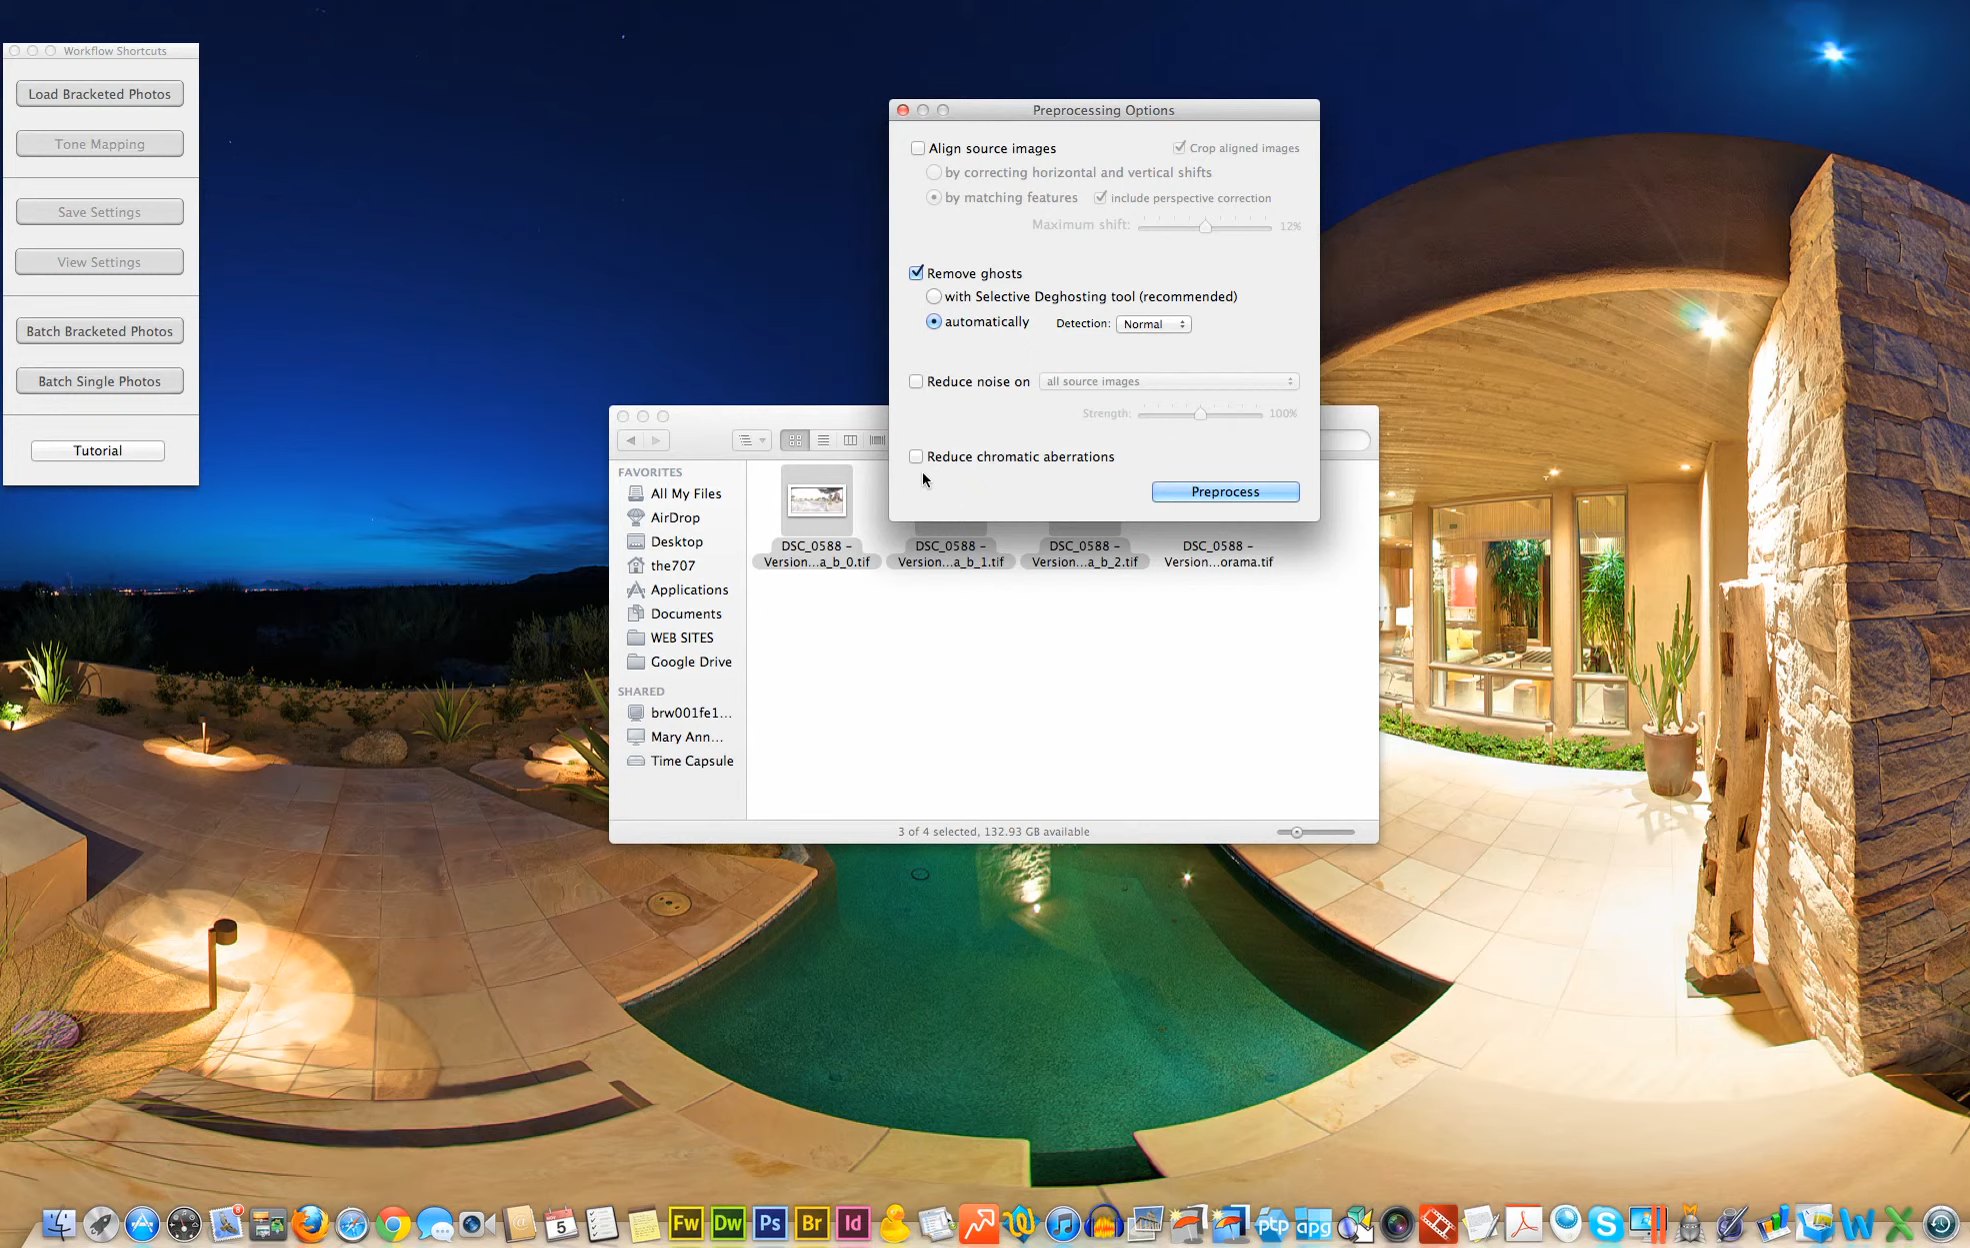 Workflow Shortcuts
Load Bracketed Photos
Tone Mapping
Save Settings
View Settings
Batch Bracketed Photos
Batch Single Photos
Tutorial
Preprocessing Options
Align source images
Crop aligned images
by correcting horizontal and vertical shifts
by matching features
include perspective correction
Maximum shift:
12%
Remove ghosts
with Selective Deghosting tool (recommended)
automatically
Detection:
Normal
Reduce noise on
all source images
Strength:
100%
Reduce chromatic aberrations
Preprocess
FAVORITES
All My Files
AirDrop
Desktop
the707
Applications
Documents
WEB SITES
Google Drive
SHARED
brw001fe1...
Mary Ann...
Time Capsule
DSC_0588 –
Version...a_b_0.tif
DSC_0588 –
Version...a_b_1.tif
DSC_0588 –
Version...a_b_2.tif
DSC_0588 –
Version...orama.tif
3 of 4 selected, 132.93 GB available
8
NOV
5
Fw
Dw
Ps
Br
Id
ptp
apg